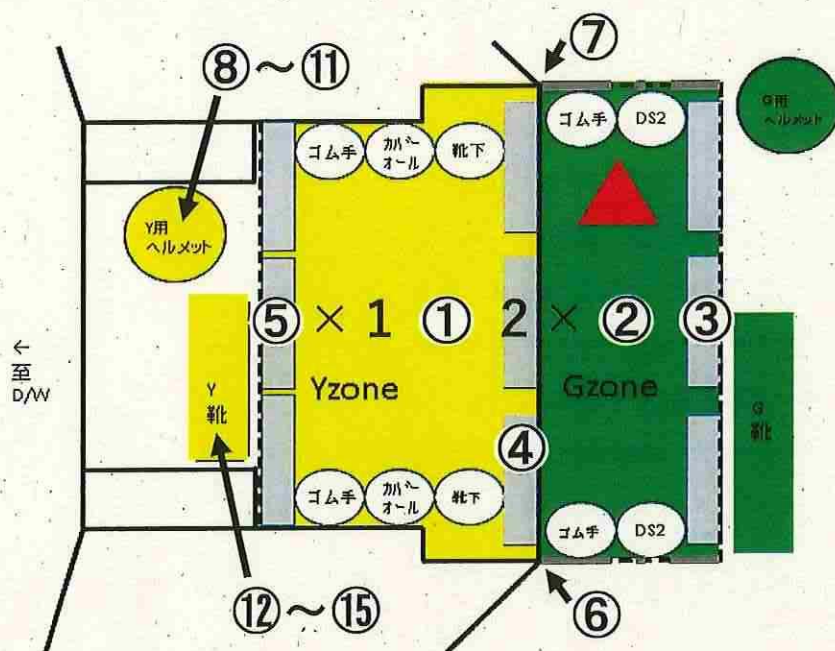 ⑧～⑪
⑦
G用
ヘルメット
ゴム手
カバー
オール
靴下
ゴム手
DS2
Y用
ヘルメット
←
至
D/W
⑤ × 1 ① 2 × ② ③
Yzone
Gzone
Y
靴
G
靴
④
ゴム手
カバー
オール
靴下
ゴム手
DS2
⑫～⑮
⑥